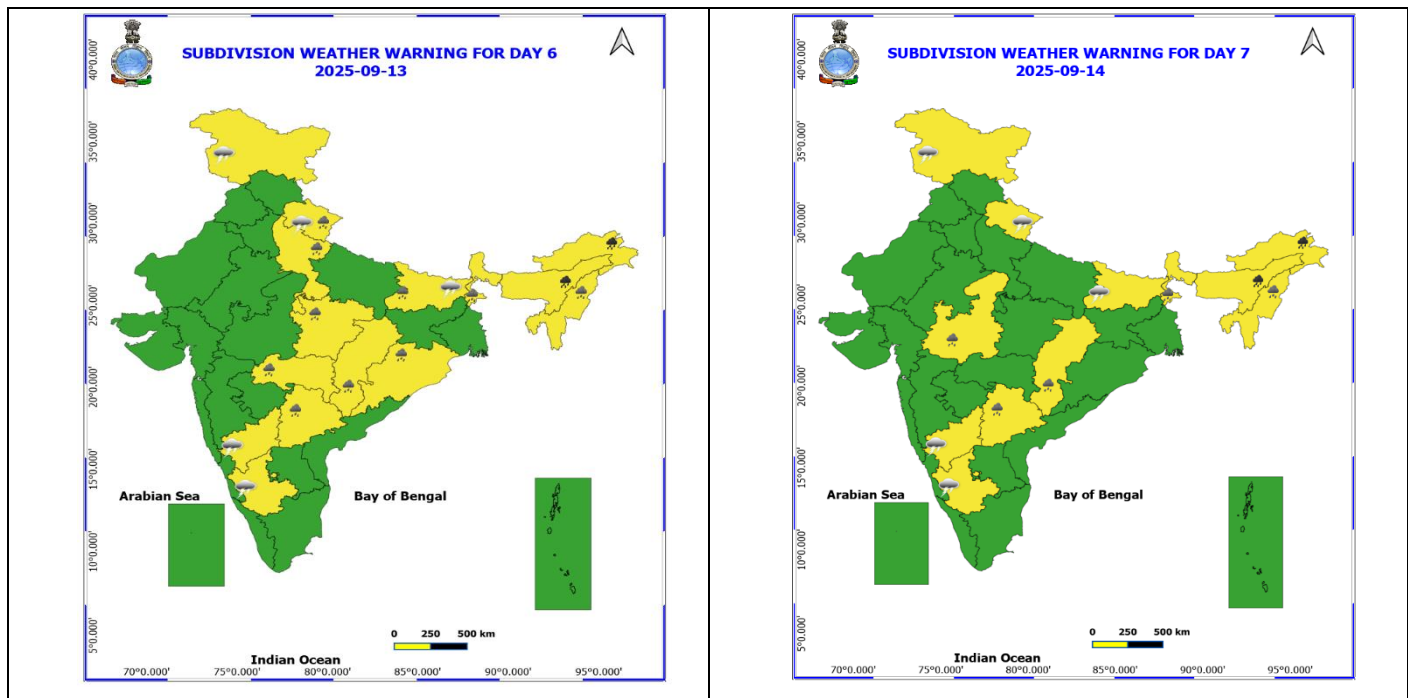 SUBDIVISION WEATHER WARNING FOR DAY 6
2025-09-13
40°0.000'
35°0.000'
30°0.000'
25°0.000'
20°0.000'
15°0.000'
10°0.000'
5°0.000'
Arabian Sea
Bay of Bengal
0 250 500 km
Indian Ocean
70°0.000' 75°0.000' 80°0.000' 85°0.000' 90°0.000' 95°0.000'
SUBDIVISION WEATHER WARNING FOR DAY 7
2025-09-14
40°0.000'
35°0.000'
30°0.000'
25°0.000'
20°0.000'
15°0.000'
10°0.000'
5°0.000'
Arabian Sea
Bay of Bengal
0 250 500 km
Indian Ocean
70°0.000' 75°0.000' 80°0.000' 85°0.000' 90°0.000' 95°0.000'